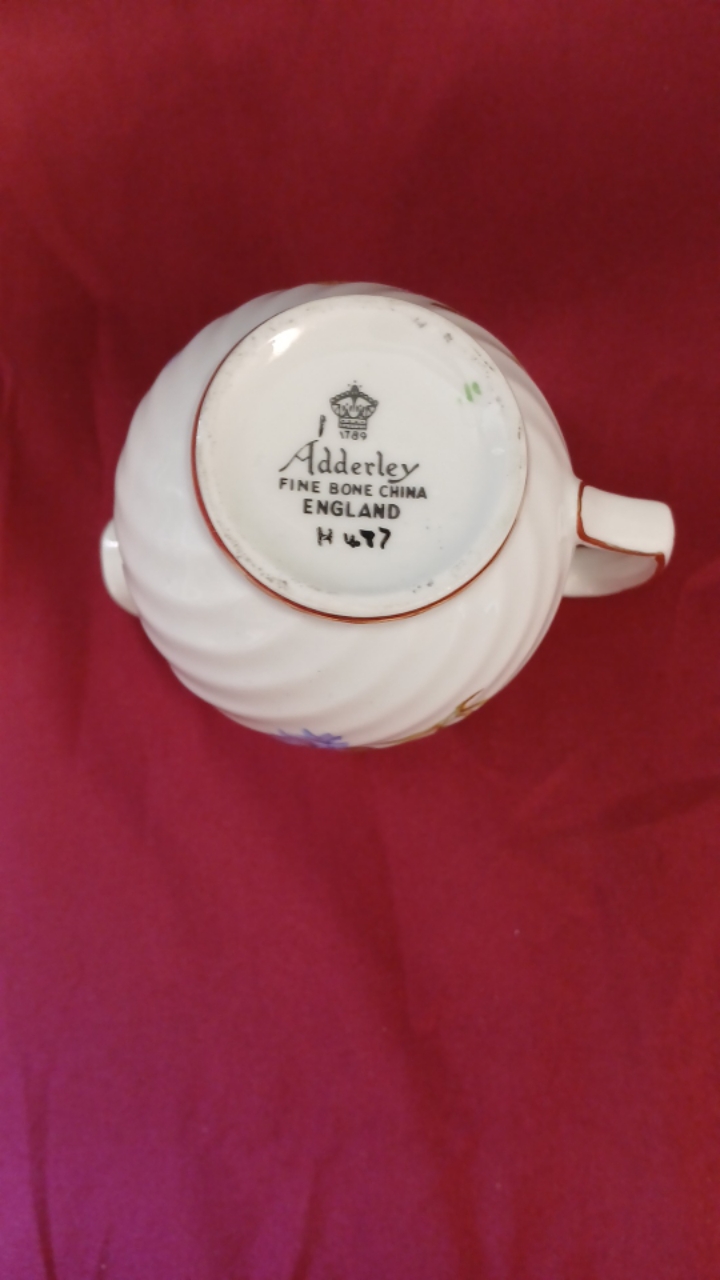 1789
Adderley
FINE BONE CHINA
ENGLAND
H 487